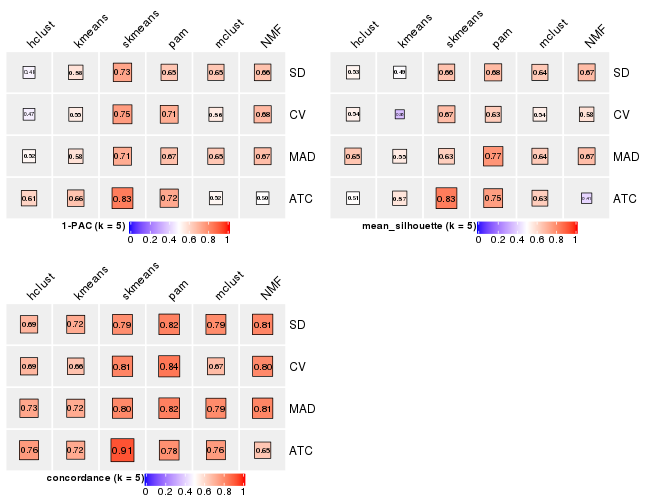 hclust kmeans skmeans pam mclust NMF
0.58 0.73 0.65 0.65 0.66 SD
0.47 0.55 0.75 0.71 0.56 0.68 CV
0.52 0.58 0.71 0.67 0.65 0.67 MAD
0.61 0.66 0.83 0.72 0.52 0.50 ATC
1-PAC (k = 5)
0 0.2 0.4 0.6 0.8 1
hclust kmeans skmeans pam mclust NMF
0.53 0.49 0.66 0.68 0.64 0.67 SD
0.54 0.67 0.63 0.54 0.58 CV
0.65 0.55 0.63 0.77 0.64 0.67 MAD
0.51 0.57 0.83 0.75 0.63 ATC
mean_silhouette (k = 5)
0 0.2 0.4 0.6 0.8 1
hclust kmeans skmeans pam mclust NMF
0.69 0.72 0.79 0.82 0.79 0.81 SD
0.69 0.66 0.81 0.84 0.67 0.80 CV
0.73 0.72 0.80 0.82 0.79 0.81 MAD
0.76 0.72 0.91 0.78 0.76 0.65 ATC
concordance (k = 5)
0 0.2 0.4 0.6 0.8 1